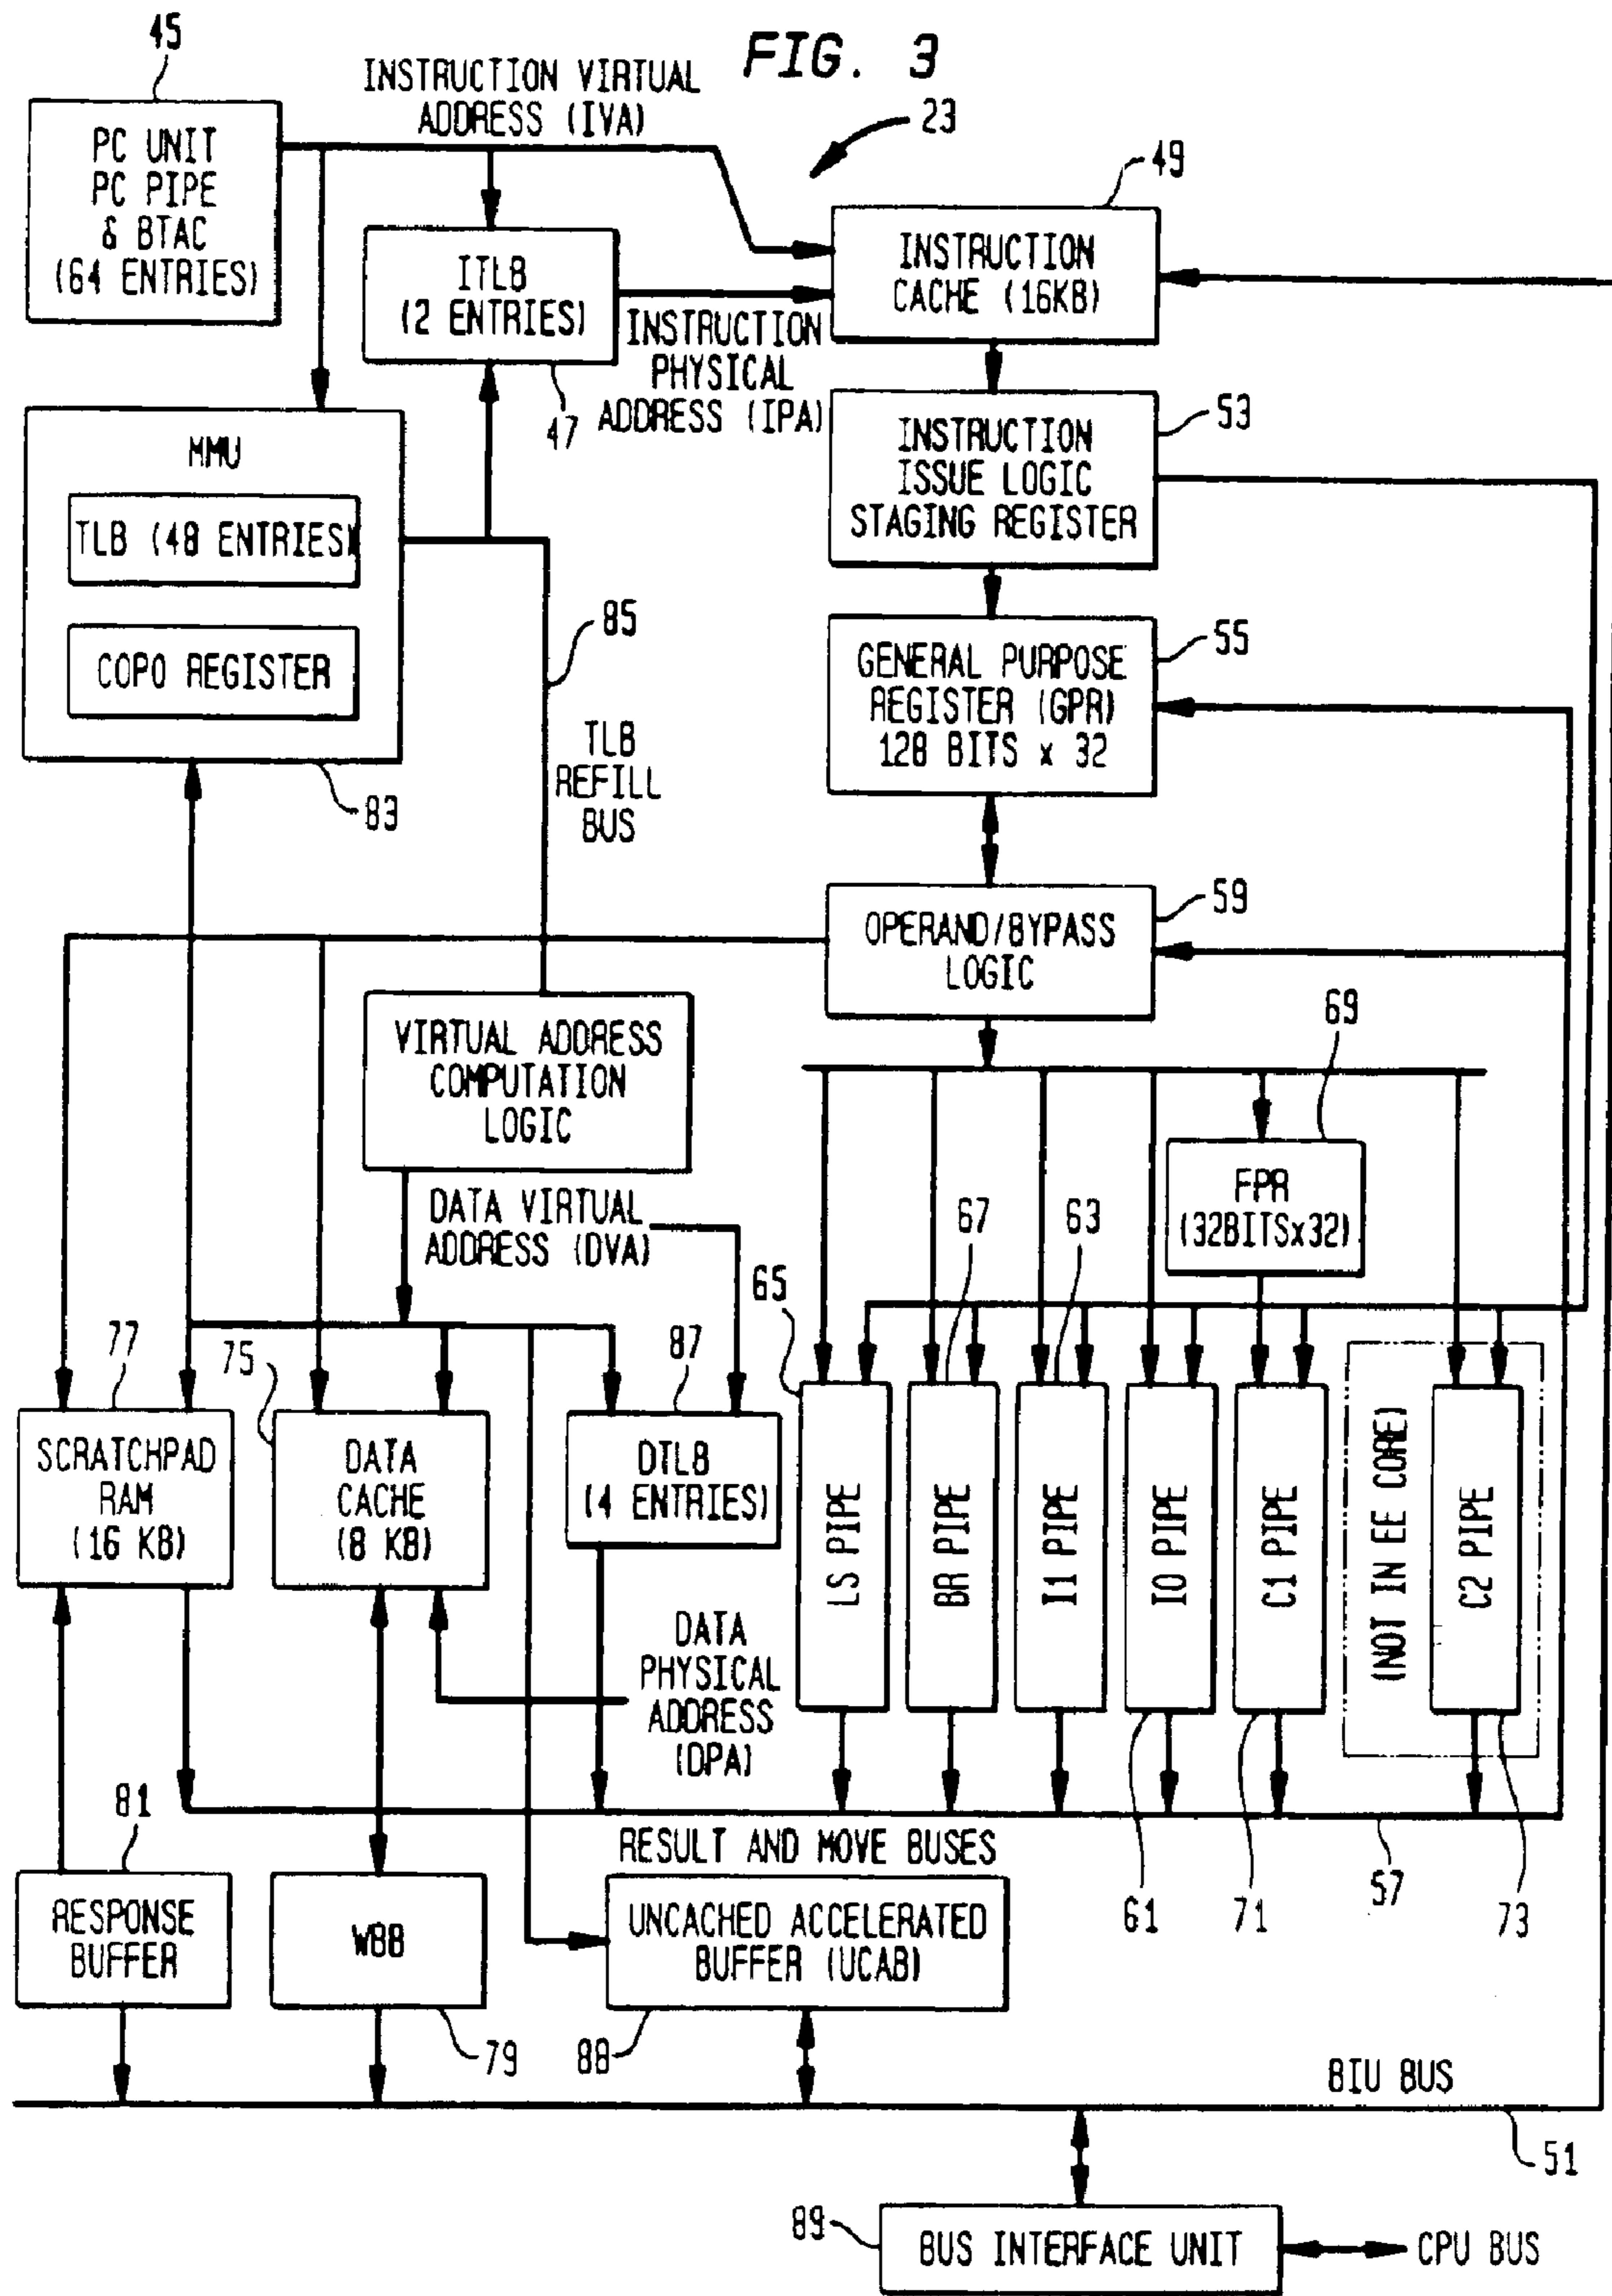 FIG. 3
45
INSTRUCTION VIRTUAL
ADDRESS (IVA)
23
PC UNIT
PC PIPE
& BTAC
(64 ENTRIES)
49
ITLB
(2 ENTRIES)
INSTRUCTION
CACHE (16KB)
INSTRUCTION
PHYSICAL
ADDRESS (IPA)
47
53
MMU
TLB (48 ENTRIES)
COP0 REGISTER
INSTRUCTION
ISSUE LOGIC
STAGING REGISTER
85
55
GENERAL PURPOSE
REGISTER (GPR)
128 BITS x 32
TLB
REFILL
BUS
83
59
OPERAND/BYPASS
LOGIC
69
VIRTUAL ADDRESS
COMPUTATION
LOGIC
FPR
(32BITSx32)
DATA VIRTUAL
ADDRESS (DVA)
67
63
65
77
75
87
SCRATCHPAD
RAM
(16 KB)
DATA
CACHE
(8 KB)
DTLB
(4 ENTRIES)
LS PIPE
BR PIPE
I1 PIPE
I0 PIPE
C1 PIPE
(NOT IN EE CORE)
C2 PIPE
DATA
PHYSICAL
ADDRESS
(DPA)
81
RESULT AND MOVE BUSES
61
71
57
73
RESPONSE
BUFFER
WBB
UNCACHED ACCELERATED
BUFFER (UCAB)
79
88
BIU BUS
51
89
BUS INTERFACE UNIT
CPU BUS